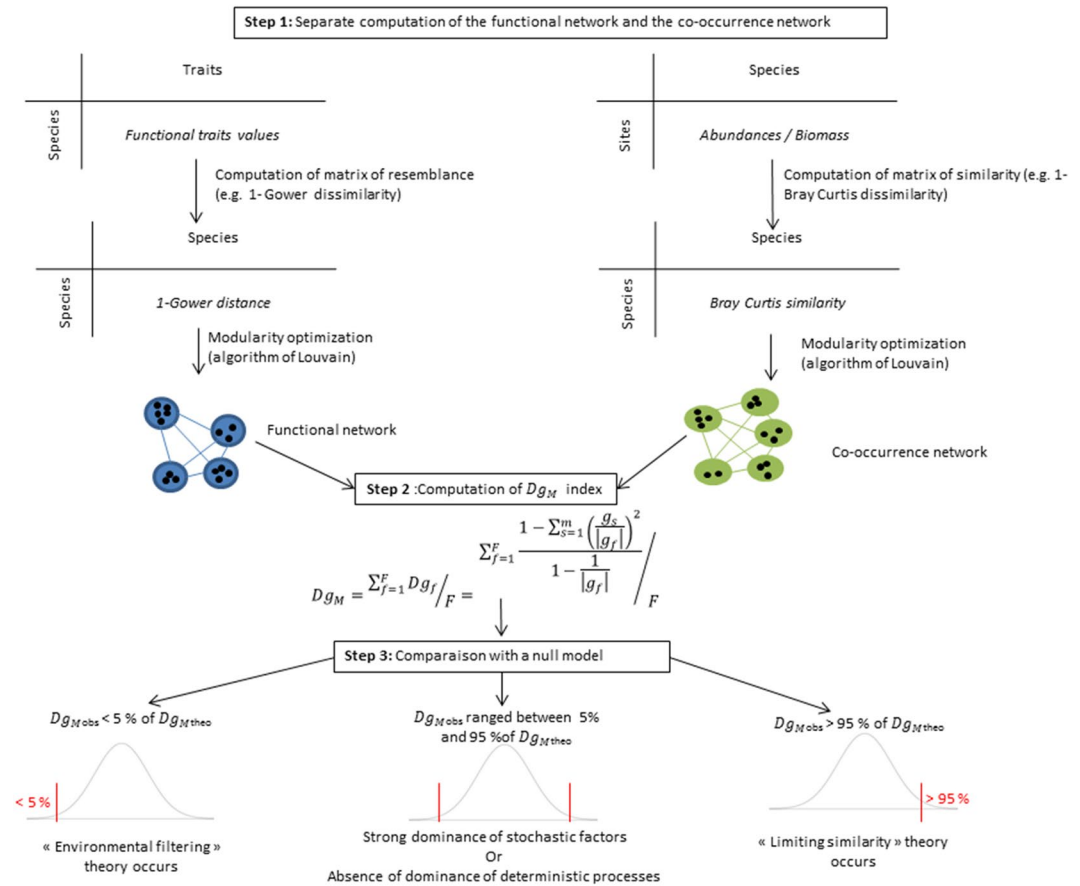 Step 1: Separate computation of the functional network and the co-occurrence network
Traits
Species
Functional traits values
Computation of matrix of resemblance
(e.g. 1-Gower dissimilarity)
Species
Species
1-Gower distance
Modularity optimization
(algorithm of Louvain)
Functional network
Species
Sites
Abundances / Biomass
Computation of matrix of similarity (e.g. 1-
Bray Curtis dissimilarity)
Species
Species
Bray Curtis similarity
Modularity optimization
(algorithm of Louvain)
Co-occurrence network
Step 2 :Computation of Dg_M index
Dg_M = Σ_{f=1}^{F} Dg_f / F = Σ_{f=1}^{F} (1 − Σ_{s=1}^{m} (g_s / |g_f|)^2) / (1 − 1 / |g_f|) / F
Step 3: Comparaison with a null model
Dg_{M obs} < 5 % of Dg_{M theo}
< 5 %
« Environmental filtering »
theory occurs
Dg_{M obs} ranged between 5%
and 95 %of Dg_{M theo}
Strong dominance of stochastic factors
Or
Absence of dominance of deterministic processes
Dg_{M obs} > 95 % of Dg_{M theo}
> 95 %
« Limiting similarity » theory
occurs